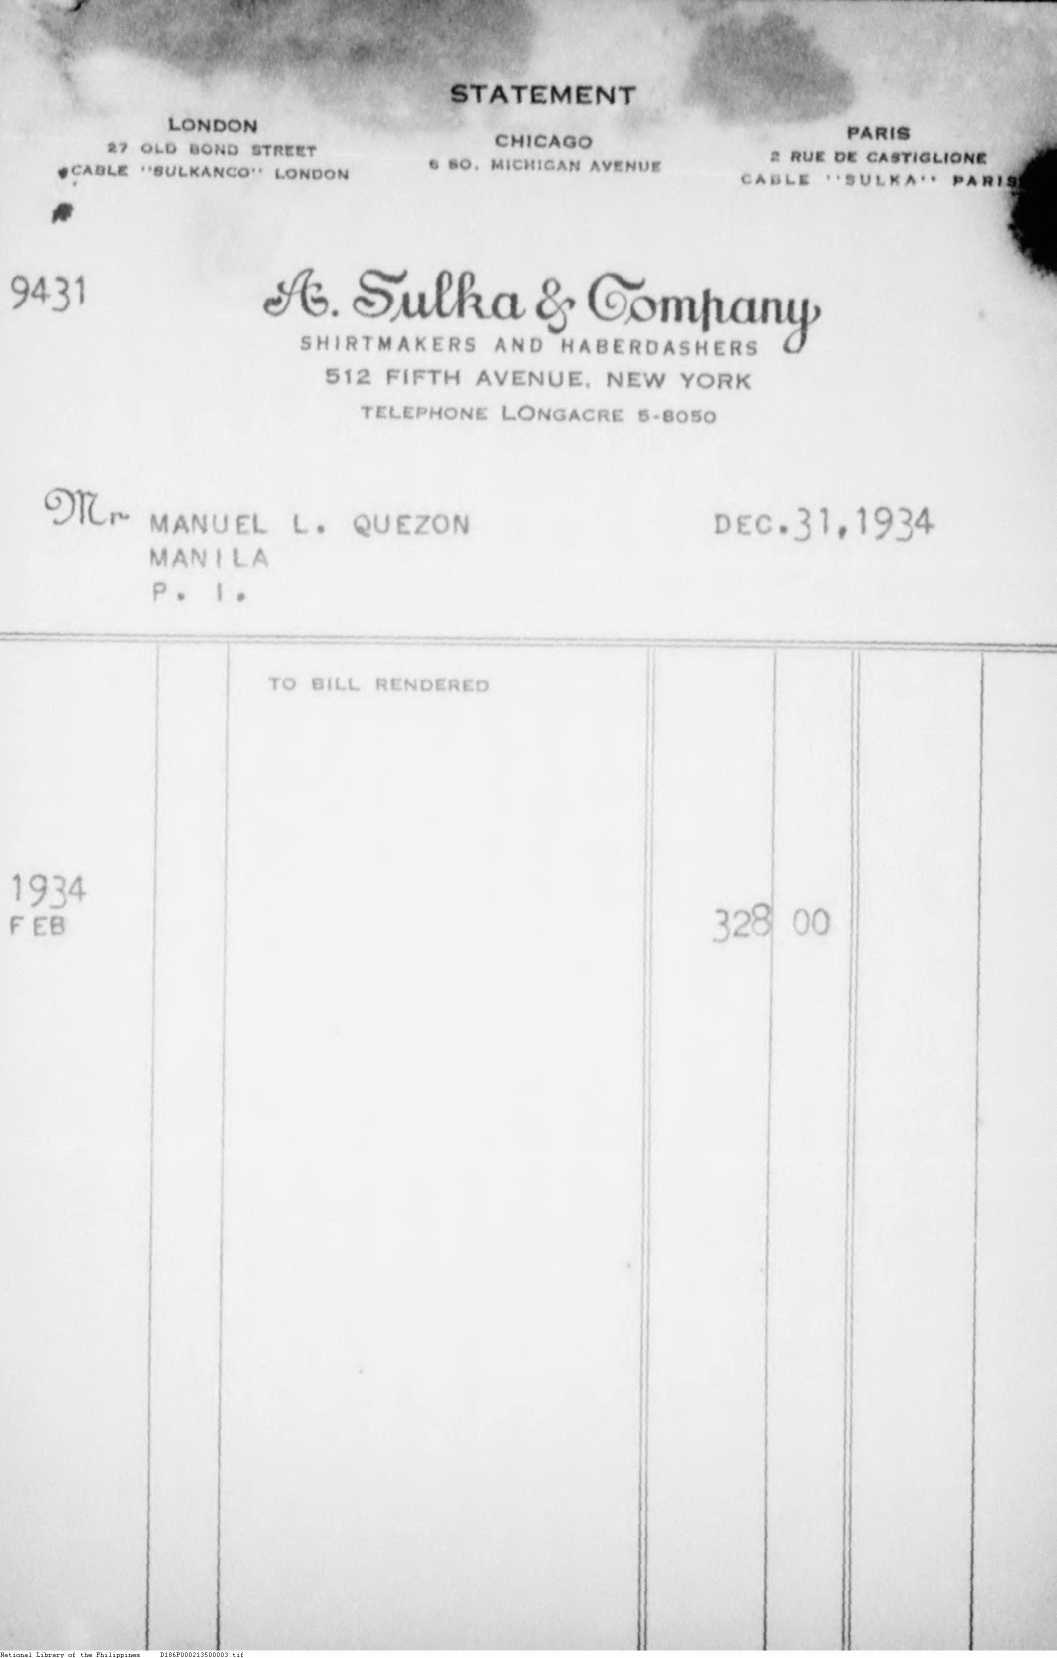 STATEMENT
LONDON
27 OLD BOND STREET
CABLE "SULKANCO" LONDON
CHICAGO
6 SO. MICHIGAN AVENUE
PARIS
2 RUE DE CASTIGLIONE
CABLE "SULKA" PARIS
9431
A. Sulka & Company
SHIRTMAKERS AND HABERDASHERS
512 FIFTH AVENUE, NEW YORK
TELEPHONE LONGACRE 5-8050
Mr MANUEL L. QUEZON
DEC.31,1934
MANILA
P. I.
TO BILL RENDERED
1934
FEB 328 00
National Library of the Philippines D186P000213500003.tif